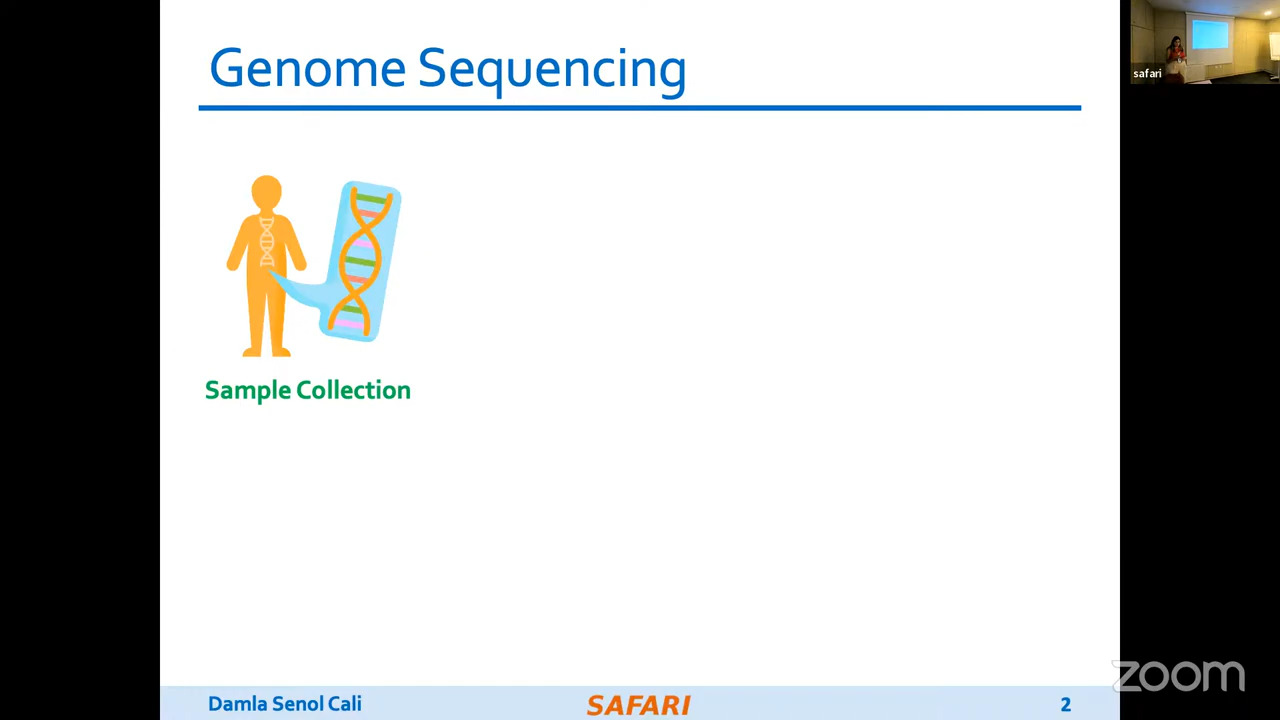 Genome Sequencing
safari
Sample Collection
zoom
Damla Senol Cali
SAFARI
2